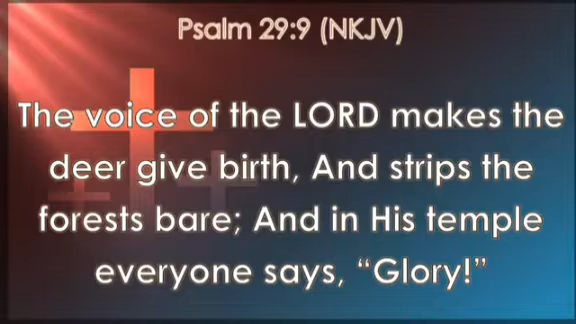 Psalm 29:9 (NKJV)
The voice of the LORD makes the
deer give birth, And strips the
forests bare; And in His temple
everyone says, “Glory!”